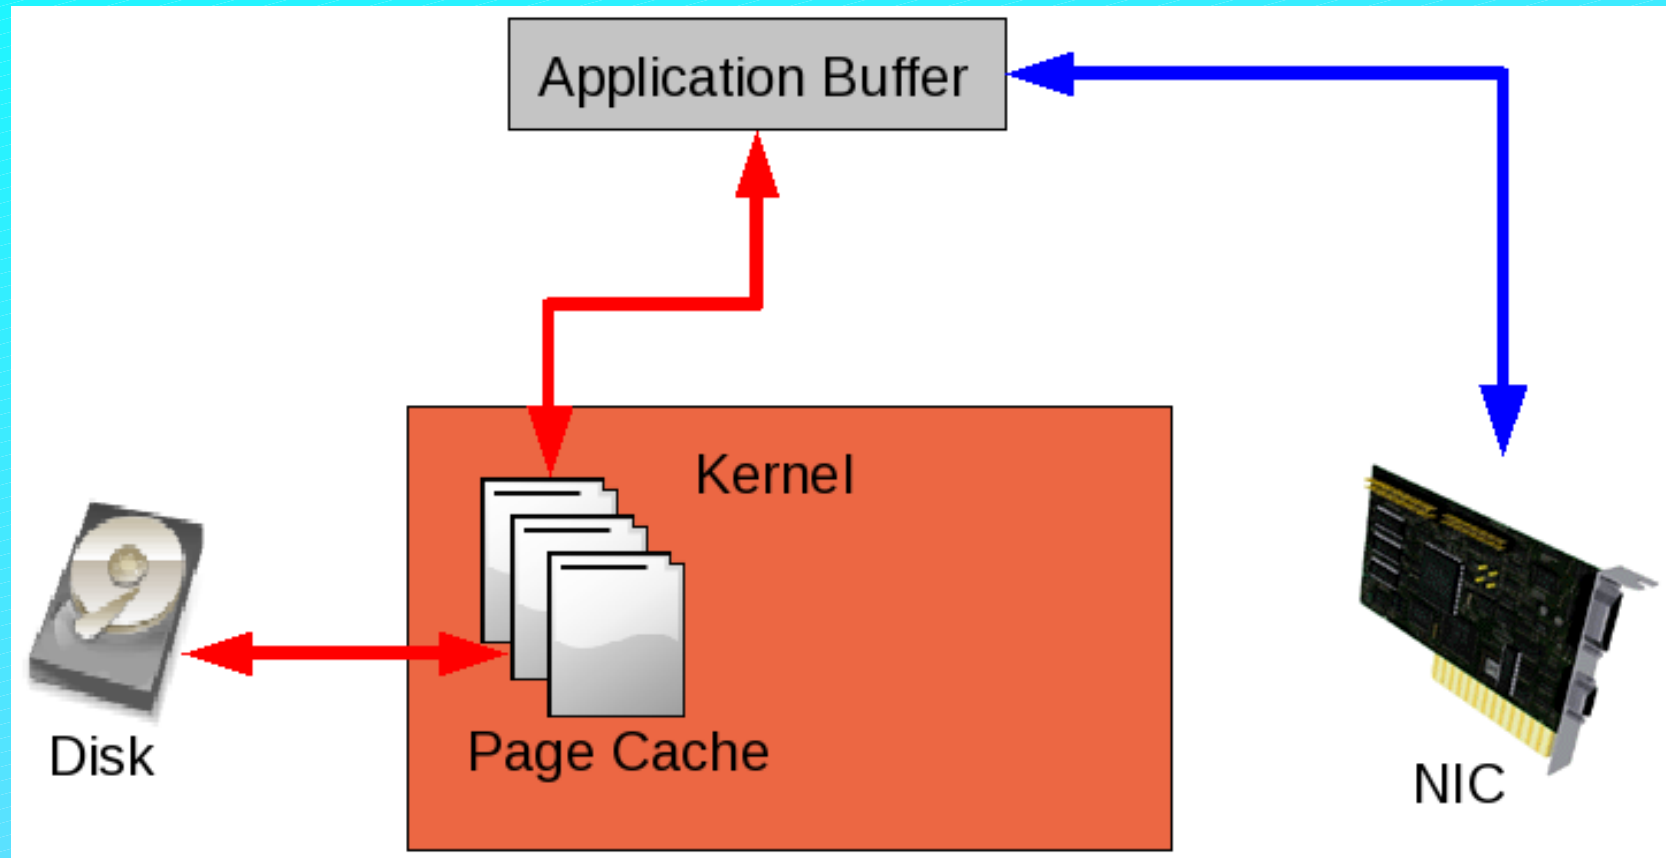 Application Buffer
Kernel
Page Cache
Disk
NIC